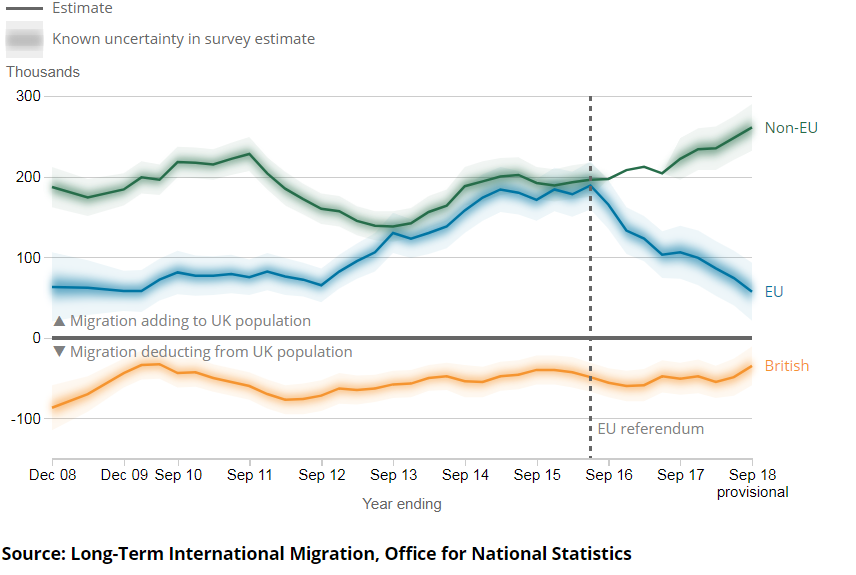 Estimate
Known uncertainty in survey estimate
Thousands
300
Non-EU
200
100
EU
▲ Migration adding to UK population
0
▼ Migration deducting from UK population
British
-100
EU referendum
Dec 08 Dec 09 Sep 10 Sep 11 Sep 12 Sep 13 Sep 14 Sep 15 Sep 16 Sep 17 Sep 18
provisional
Year ending
Source: Long-Term International Migration, Office for National Statistics